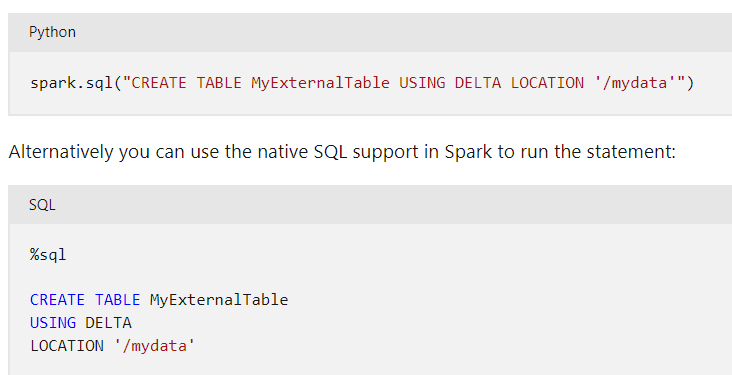 Python
spark.sql("CREATE TABLE MyExternalTable USING DELTA LOCATION '/mydata'")
Alternatively you can use the native SQL support in Spark to run the statement:
SQL
%sql
CREATE TABLE MyExternalTable
USING DELTA
LOCATION '/mydata'